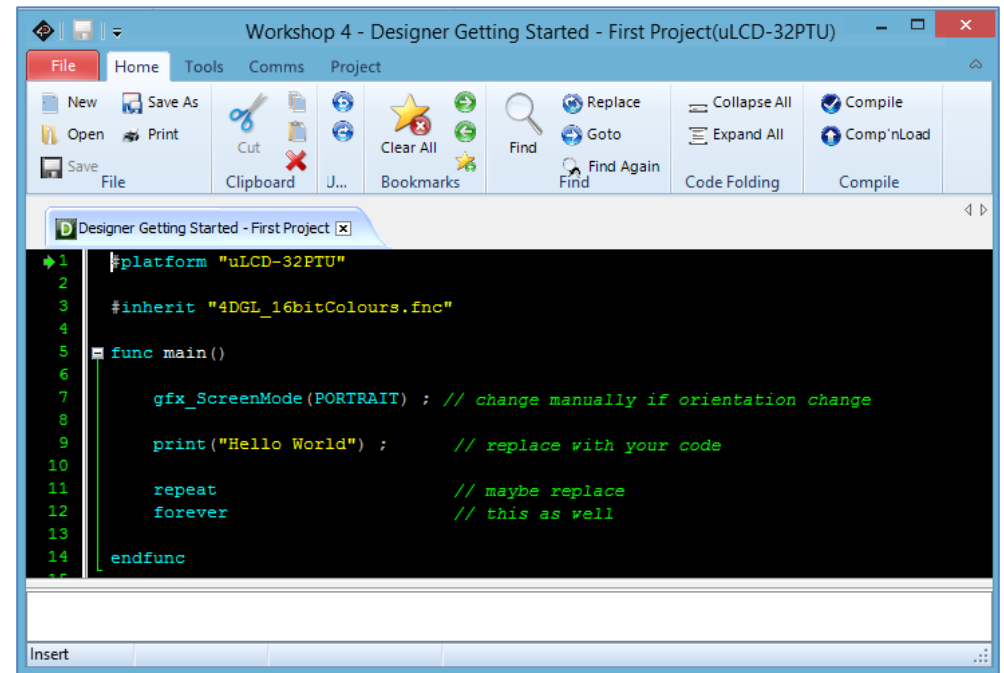 Workshop 4 - Designer Getting Started - First Project(uLCD-32PTU)
File Home Tools Comms Project
New Save As Replace Collapse All Compile
Open Print Cut Clear All Find Goto Expand All Comp'nLoad
Save Find Again
File Clipboard U... Bookmarks Find Code Folding Compile
D Designer Getting Started - First Project
1 #platform "uLCD-32PTU"
2
3 #inherit "4DGL_16bitColours.fnc"
4
5 func main()
6
7 gfx_ScreenMode(PORTRAIT) ; // change manually if orientation change
8
9 print("Hello World") ; // replace with your code
10
11 repeat // maybe replace
12 forever // this as well
13
14 endfunc
15
Insert